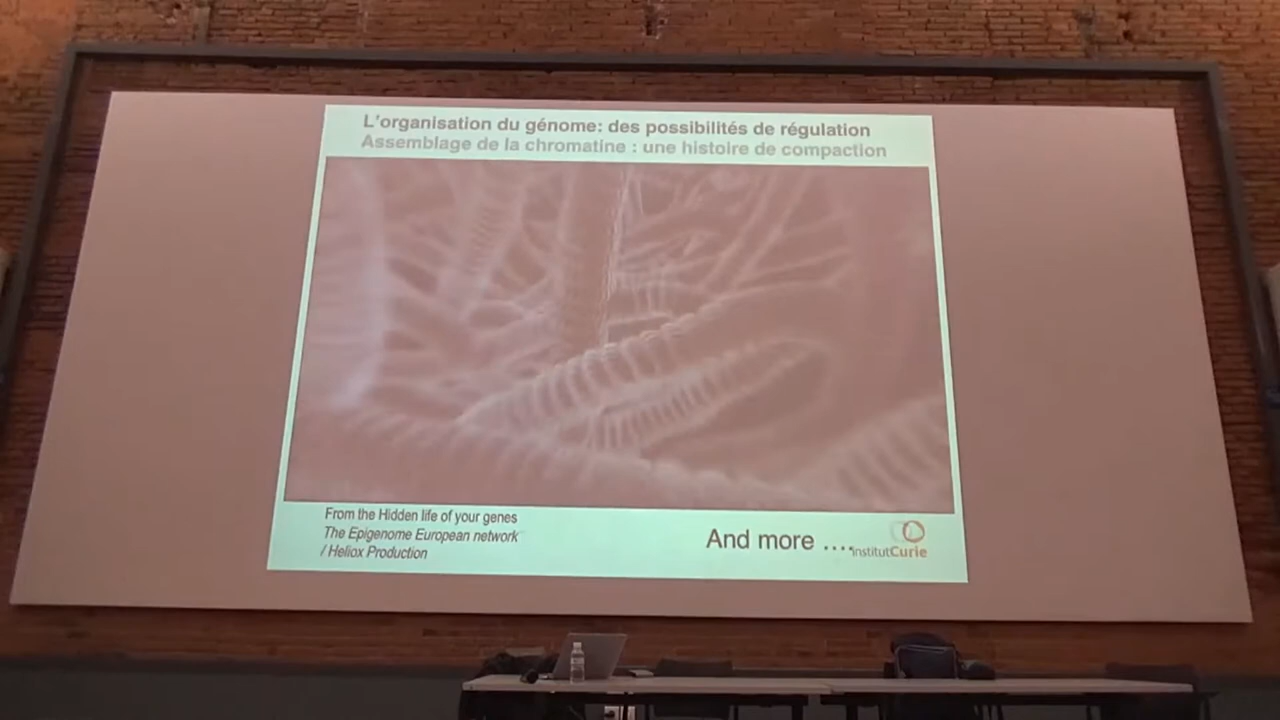 L'organisation du génome: des possibilités de régulation
Assemblage de la chromatine : une histoire de compaction
From the Hidden life of your genes
The Epigenome European network
/ Heliox Production
And more ....
institutCurie